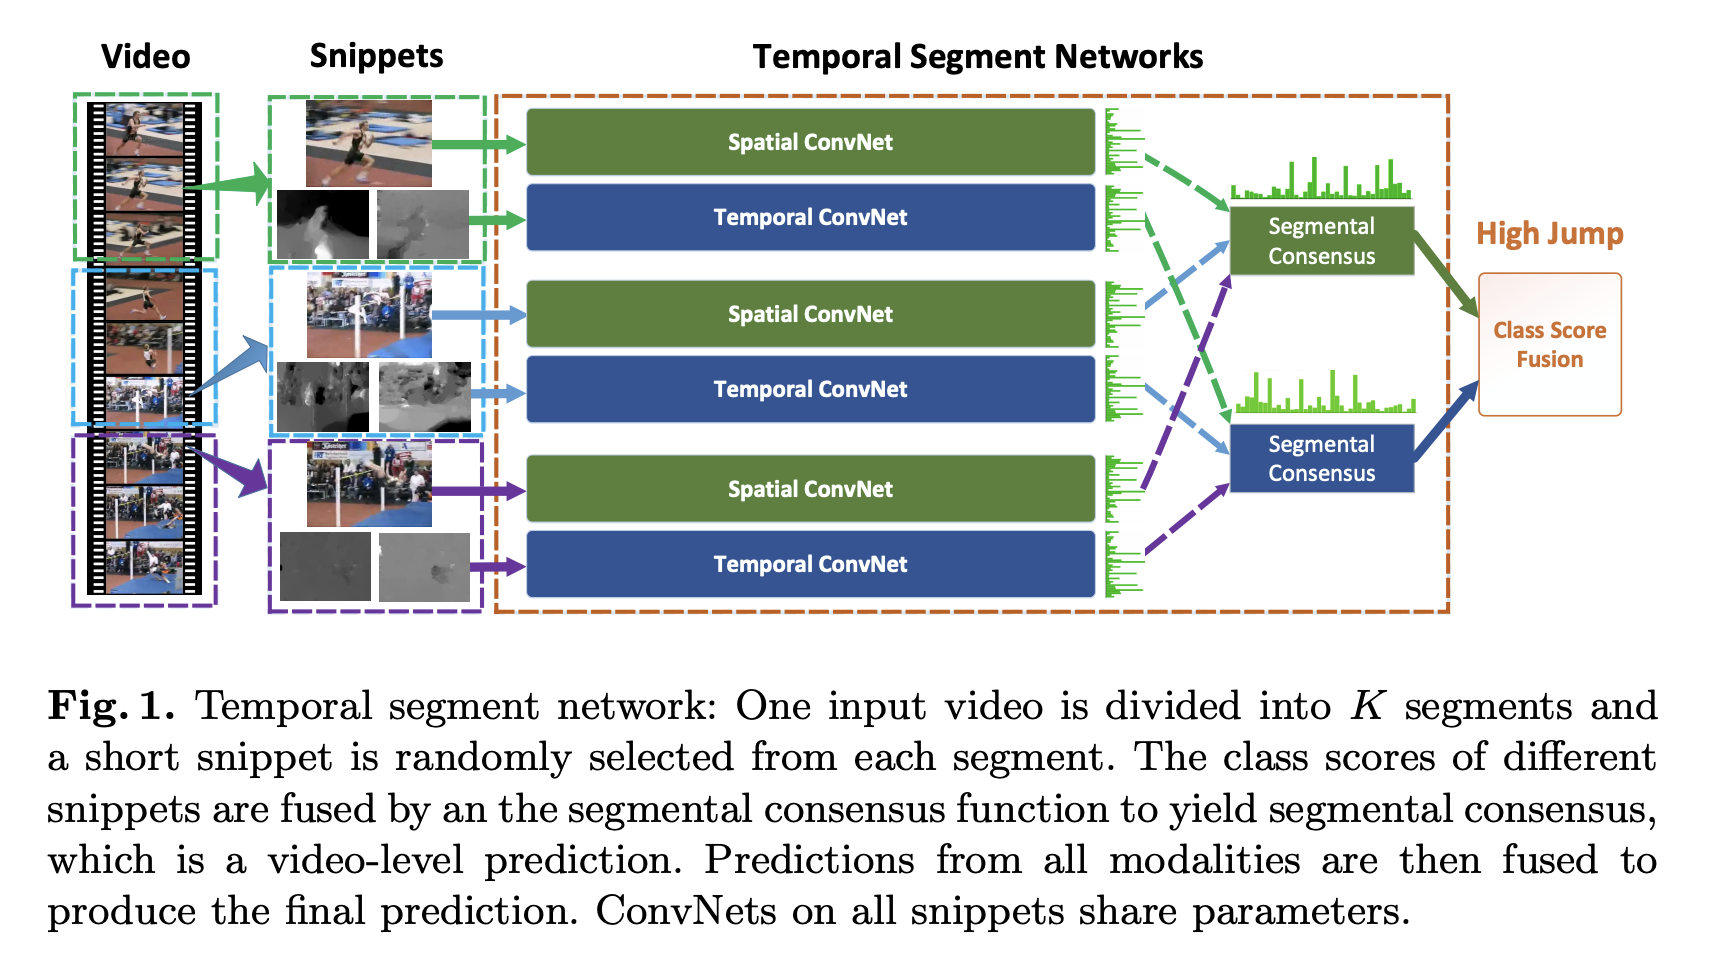 Video
Snippets
Temporal Segment Networks
Spatial ConvNet
Temporal ConvNet
Spatial ConvNet
Temporal ConvNet
Spatial ConvNet
Temporal ConvNet
Segmental
Consensus
Segmental
Consensus
High Jump
Class Score
Fusion
Fig. 1. Temporal segment network: One input video is divided into K segments and
a short snippet is randomly selected from each segment. The class scores of different
snippets are fused by an the segmental consensus function to yield segmental consensus,
which is a video-level prediction. Predictions from all modalities are then fused to
produce the final prediction. ConvNets on all snippets share parameters.